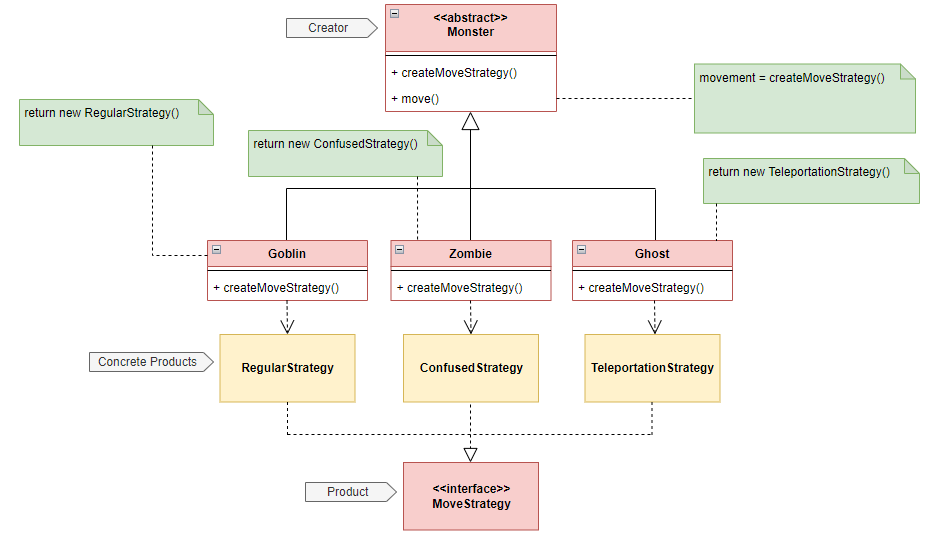 Creator
<<abstract>>
Monster
+ createMoveStrategy()
+ move()
movement = createMoveStrategy()
return new RegularStrategy()
return new ConfusedStrategy()
return new TeleportationStrategy()
Goblin
+ createMoveStrategy()
Zombie
+ createMoveStrategy()
Ghost
+ createMoveStrategy()
Concrete Products
RegularStrategy
ConfusedStrategy
TeleportationStrategy
Product
<<interface>>
MoveStrategy